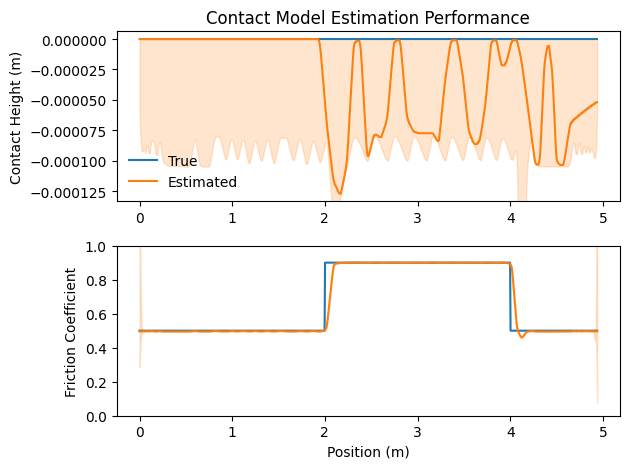 Contact Model Estimation Performance
Contact Height (m)
0.000000
−0.000025
−0.000050
−0.000075
−0.000100
−0.000125
True
Estimated
0 1 2 3 4 5
Friction Coefficient
1.0
0.8
0.6
0.4
0.2
0.0
0 1 2 3 4 5
Position (m)